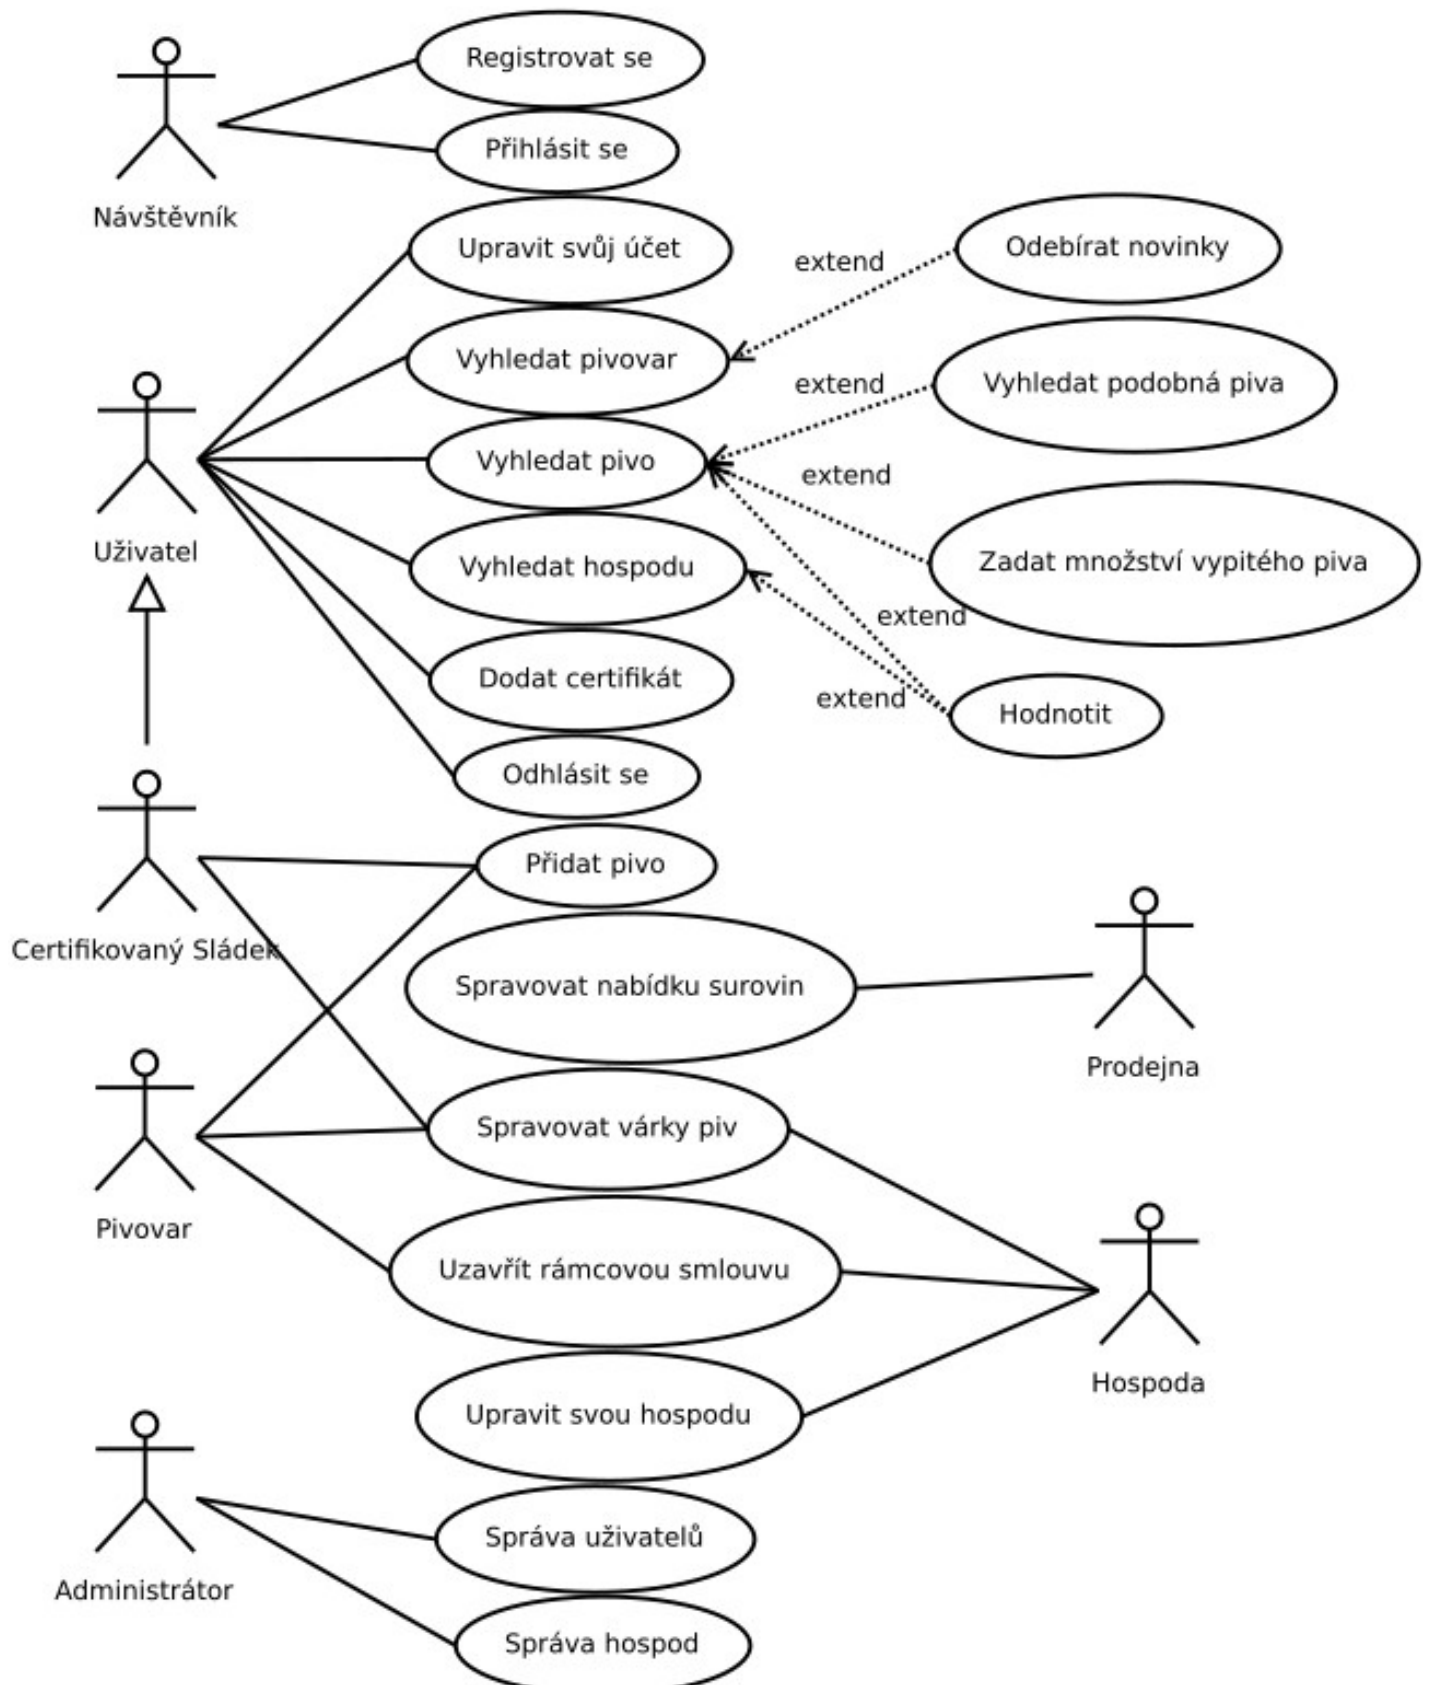 Registrovat se
Přihlásit se
Návštěvník
Upravit svůj účet
Odebírat novinky
extend
Vyhledat pivovar
Vyhledat podobná piva
extend
Vyhledat pivo
extend
Uživatel
Zadat množství vypitého piva
Vyhledat hospodu
extend
Dodat certifikát
extend
Hodnotit
Odhlásit se
Přidat pivo
Certifikovaný Sládek
Spravovat nabídku surovin
Prodejna
Spravovat várky piv
Pivovar
Uzavřít rámcovou smlouvu
Hospoda
Upravit svou hospodu
Správa uživatelů
Administrátor
Správa hospod